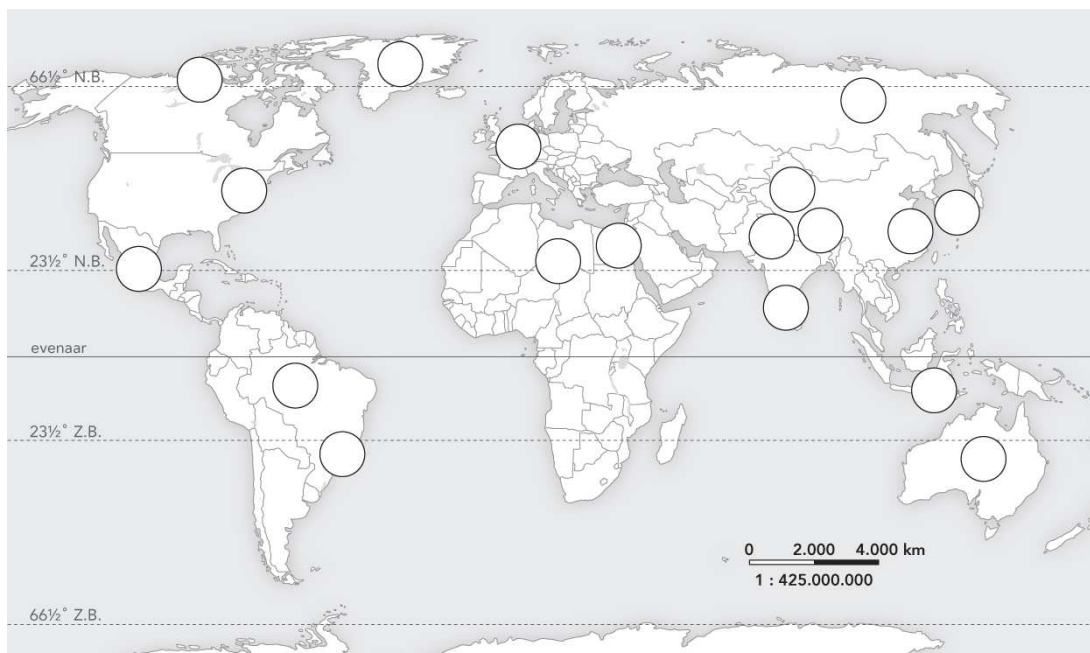 66½° N.B.
23½° N.B.
evenaar
23½° Z.B.
0 2.000 4.000 km
1 : 425.000.000
66½° Z.B.